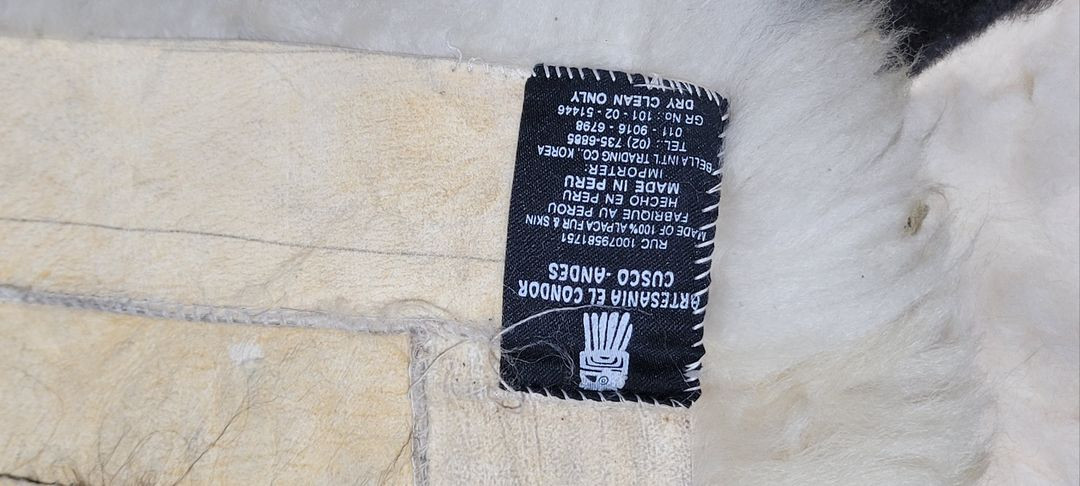 ARTESANIA EL CONDOR
CUSCO - ANDES
RUC 10079581751
MADE OF 100% ALPACA FUR & SKIN
FABRIQUE AU PEROU
HECHO EN PERU
MADE IN PERU
IMPORTER:
BELLA INT'L TRADING CO., KOREA
TEL.: (02) 735-6885
011 - 9016 - 6798
GR No : 101 - 02 - 51446
DRY CLEAN ONLY